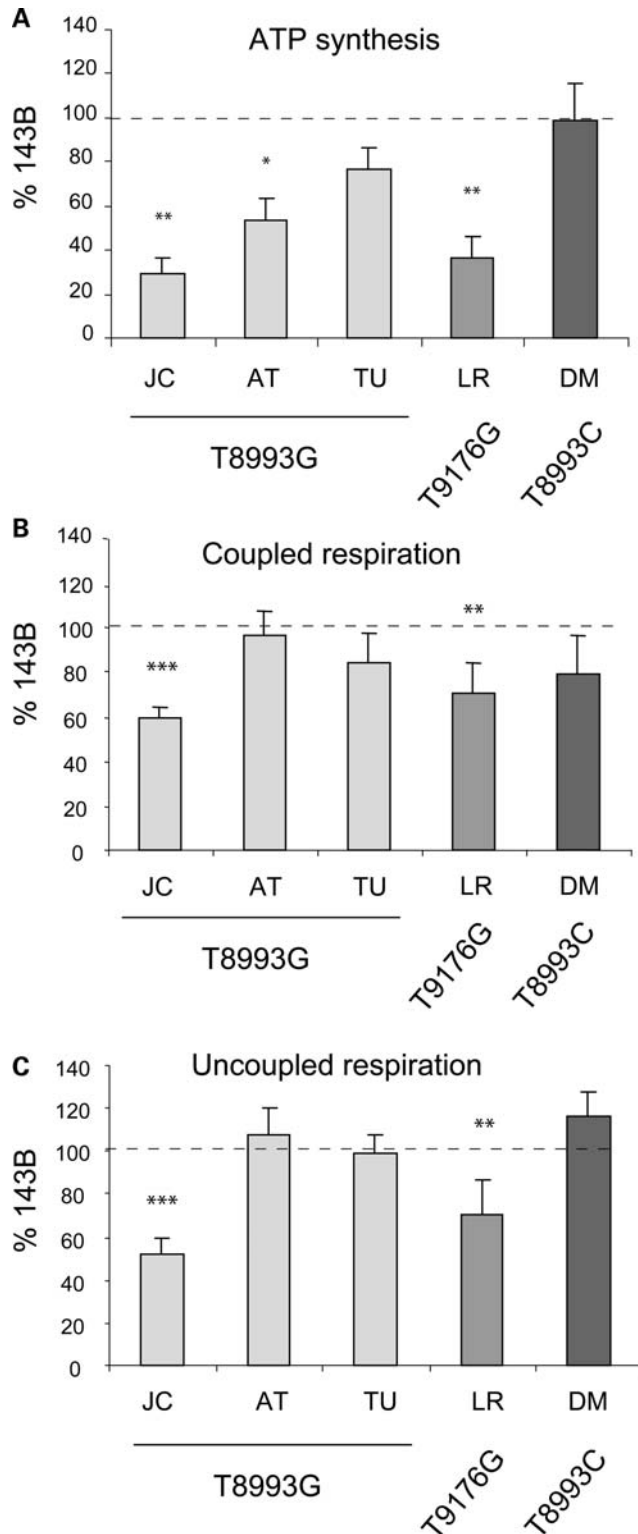 A
ATP synthesis
% 143B
140
120
100
80
60
40
20
0
**
*
**
JC AT TU LR DM
T8993G
T9176G
T8993C
B
Coupled respiration
% 143B
140
120
100
80
60
40
20
0
***
**
JC AT TU LR DM
T8993G
T9176G
T8993C
C
Uncoupled respiration
% 143B
140
120
100
80
60
40
20
0
***
**
JC AT TU LR DM
T8993G
T9176G
T8993C